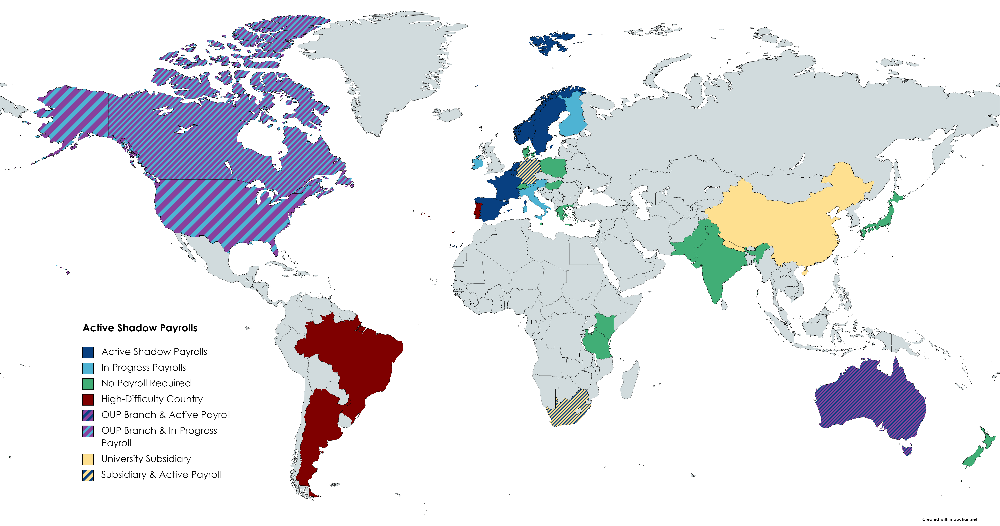 Active Shadow Payrolls
Active Shadow Payrolls
In-Progress Payrolls
No Payroll Required
High-Difficulty Country
OUP Branch & Active Payroll
OUP Branch & In-Progress
Payroll
University Subsidiary
Subsidiary & Active Payroll
Created with mapchart.net